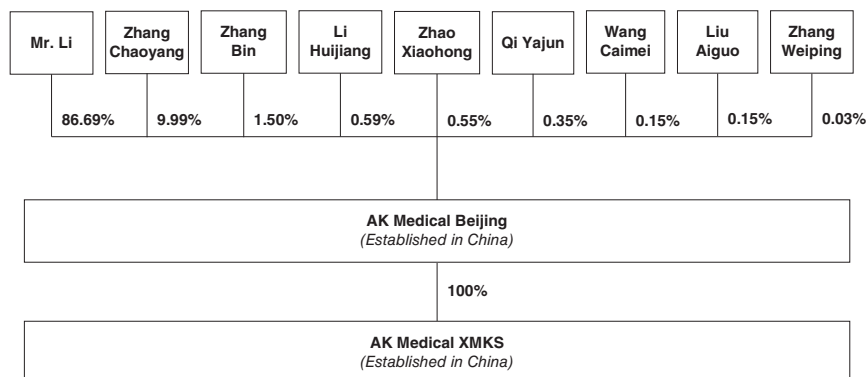 Mr. Li
Zhang
Chaoyang
Zhang
Bin
Li
Huijiang
Zhao
Xiaohong
Qi Yajun
Wang
Caimei
Liu
Aiguo
Zhang
Weiping
86.69%
9.99%
1.50%
0.59%
0.55%
0.35%
0.15%
0.15%
0.03%
AK Medical Beijing
(Established in China)
100%
AK Medical XMKS
(Established in China)